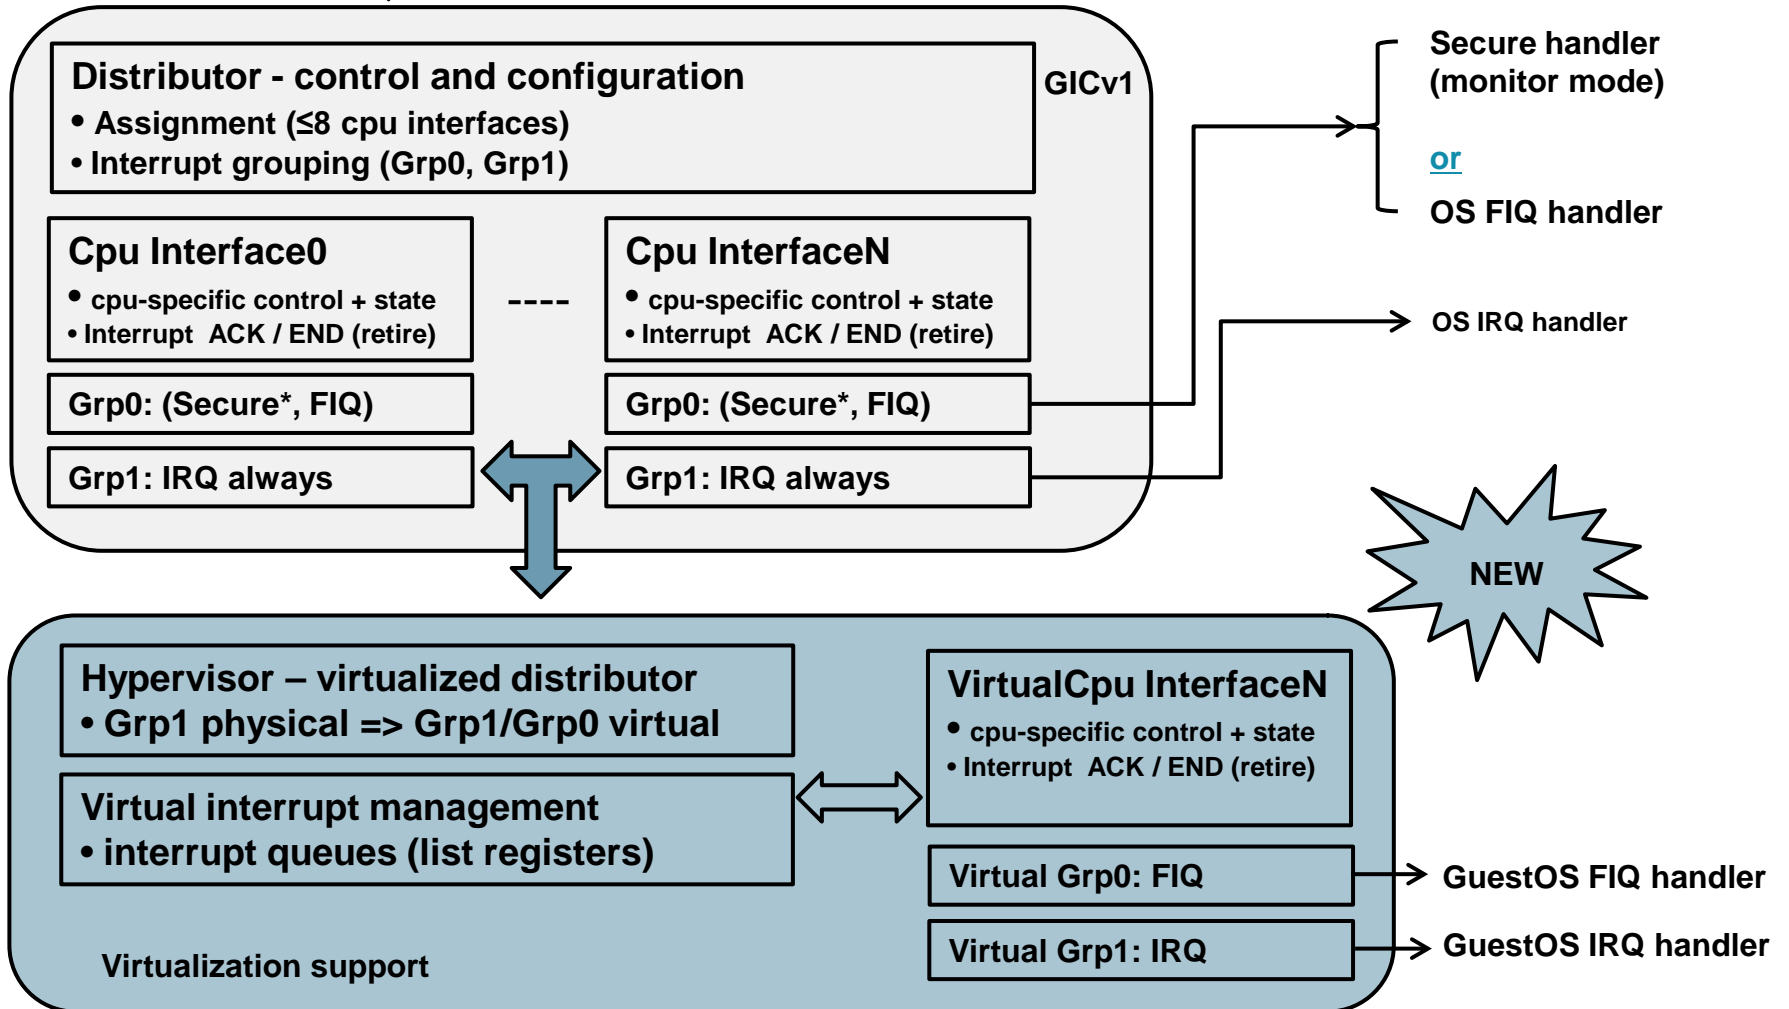 Distributor - control and configuration
• Assignment (≤8 cpu interfaces)
• Interrupt grouping (Grp0, Grp1)
GICv1
Cpu Interface0
• cpu-specific control + state
• Interrupt ACK / END (retire)
Grp0: (Secure*, FIQ)
Grp1: IRQ always
----
Cpu InterfaceN
• cpu-specific control + state
• Interrupt ACK / END (retire)
Grp0: (Secure*, FIQ)
Grp1: IRQ always
Secure handler
(monitor mode)
or
OS FIQ handler
OS IRQ handler
NEW
Hypervisor – virtualized distributor
• Grp1 physical => Grp1/Grp0 virtual
Virtual interrupt management
• interrupt queues (list registers)
Virtualization support
VirtualCpu InterfaceN
• cpu-specific control + state
• Interrupt ACK / END (retire)
Virtual Grp0: FIQ
Virtual Grp1: IRQ
GuestOS FIQ handler
GuestOS IRQ handler